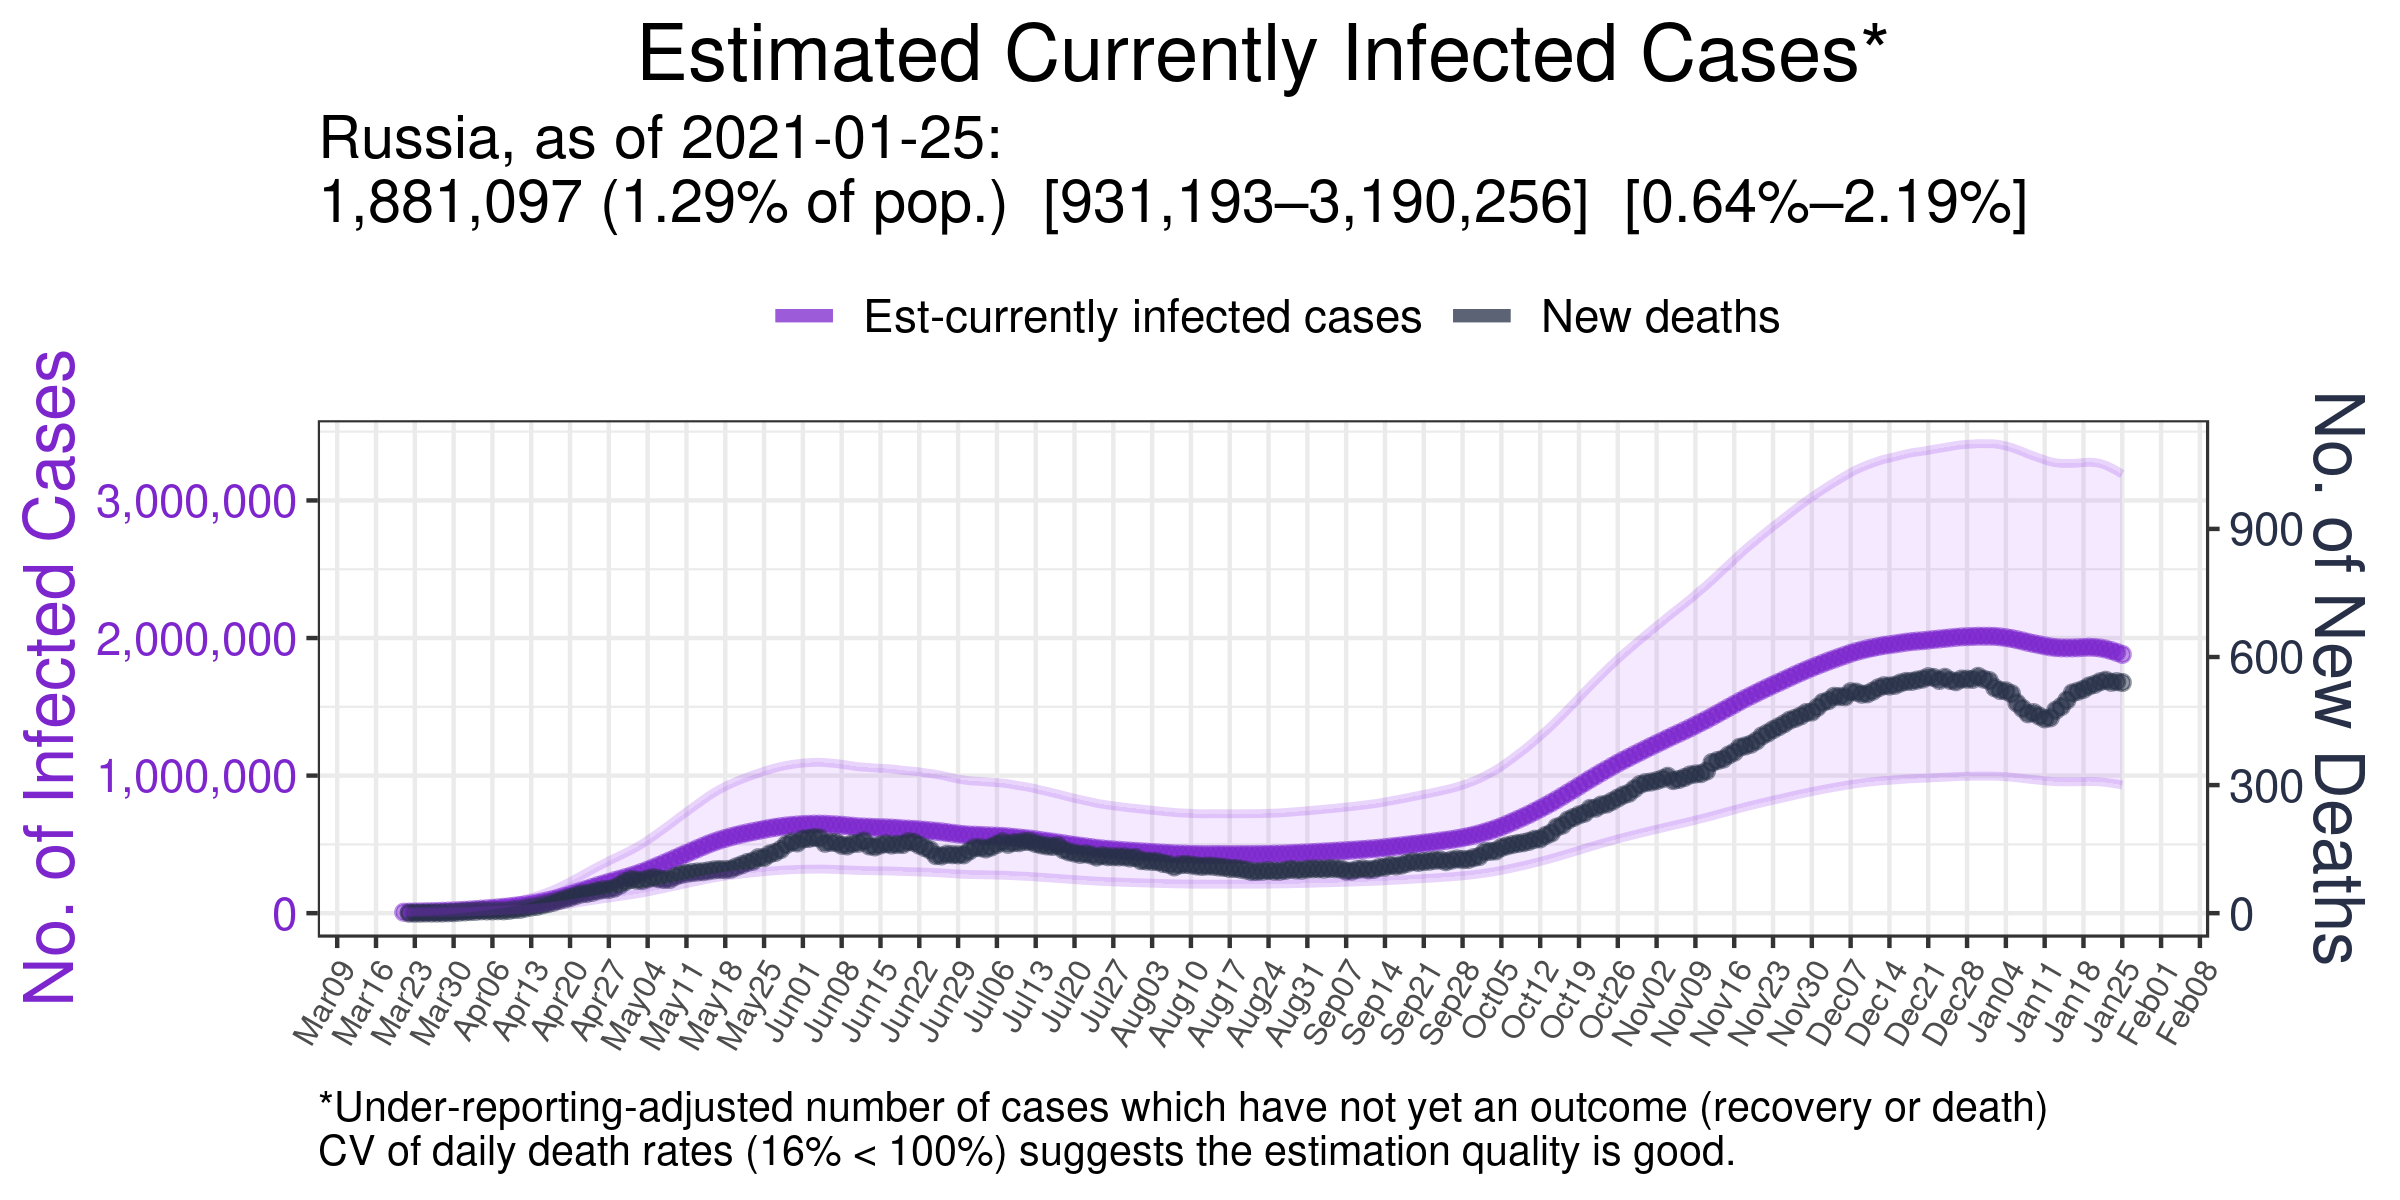 Estimated Currently Infected Cases*
Russia, as of 2021-01-25:
1,881,097 (1.29% of pop.) [931,193–3,190,256] [0.64%–2.19%]
Est-currently infected cases New deaths
No. of Infected Cases
3,000,000
2,000,000
1,000,000
0
900
600
300
0
No. of New Deaths
Mar09 Mar16 Mar23 Mar30 Apr06 Apr13 Apr20 Apr27 May04 May11 May18 May25 Jun01 Jun08 Jun15 Jun22 Jun29 Jul06 Jul13 Jul20 Jul27 Aug03 Aug10 Aug17 Aug24 Aug31 Sep07 Sep14 Sep21 Sep28 Oct05 Oct12 Oct19 Oct26 Nov02 Nov09 Nov16 Nov23 Nov30 Dec07 Dec14 Dec21 Dec28 Jan04 Jan11 Jan18 Jan25 Feb01 Feb08
*Under-reporting-adjusted number of cases which have not yet an outcome (recovery or death)
CV of daily death rates (16% < 100%) suggests the estimation quality is good.